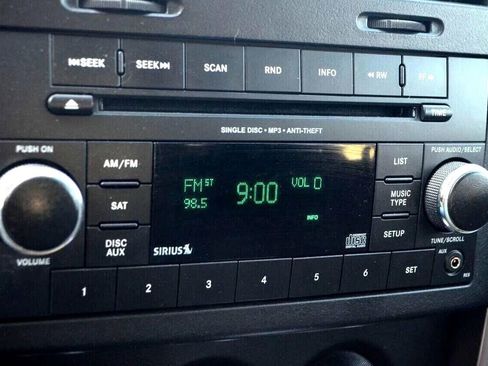 ⏮SEEK SEEK⏭ SCAN RND INFO ◀◀RW FF▶▶
TIME
SINGLE DISC • MP3 • ANTI-THEFT
PUSH ON
PUSH AUDIO/SELECT
AM/FM
LIST
FM ST 9:00 VOL 0
98.5
SAT
MUSIC
TYPE
INFO
DISC
AUX
SETUP
SIRIUS
VOLUME
TUNE/SCROLL
AUX
1 2 3 4 5 6 SET